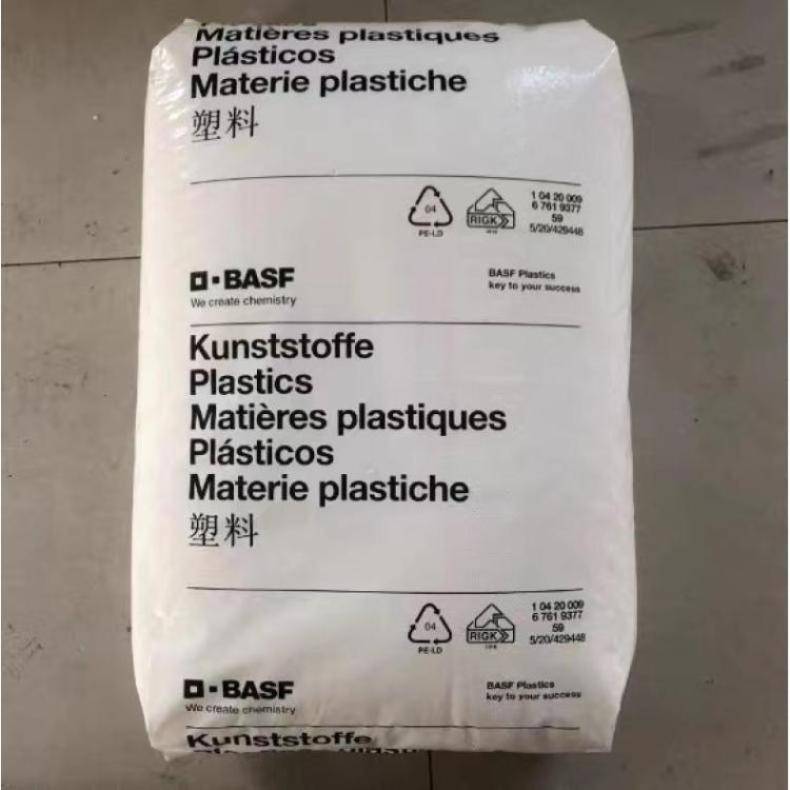 Matières plastiques
Plásticos
Materie plastiche
塑料
04
PE-LD
RIGK
1 04 20 009
6 761 9377
59
5/20/429448
BASF
We create chemistry
BASF Plastics
key to your success
Kunststoffe
Plastics
Matières plastiques
Plásticos
Materie plastiche
塑料
04
PE-LD
RIGK
1 04 20 009
6 761 9377
59
5/20/429448
BASF
We create chemistry
BASF Plastics
key to your success
Kunststoffe